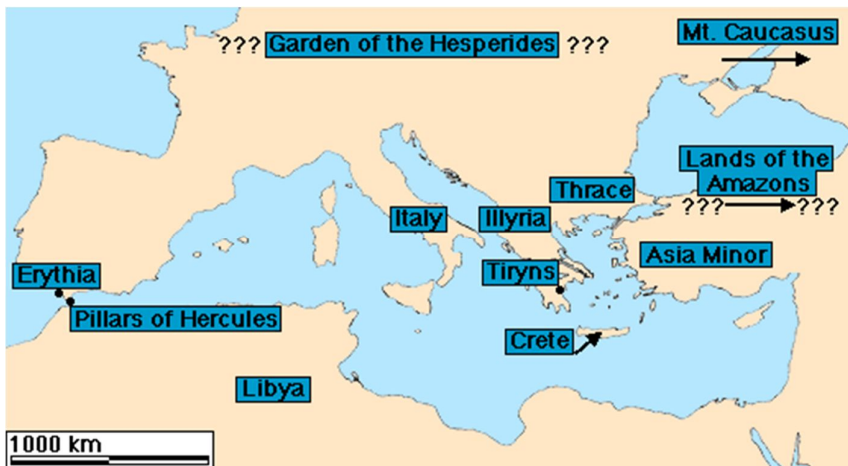 ??? Garden of the Hesperides ???
Mt. Caucasus
Lands of the
Amazons
??? ???
Thrace
Italy
Illyria
Asia Minor
Tiryns
Erythia
Pillars of Hercules
Crete
Libya
1000 km